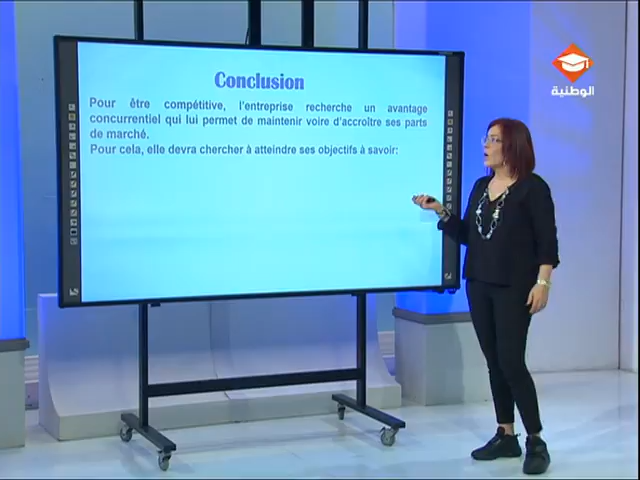 الوطنية
Conclusion
Pour être compétitive, l'entreprise recherche un avantage
concurrentiel qui lui permet de maintenir voire d'accroître ses parts
de marché.
Pour cela, elle devra chercher à atteindre ses objectifs à savoir: